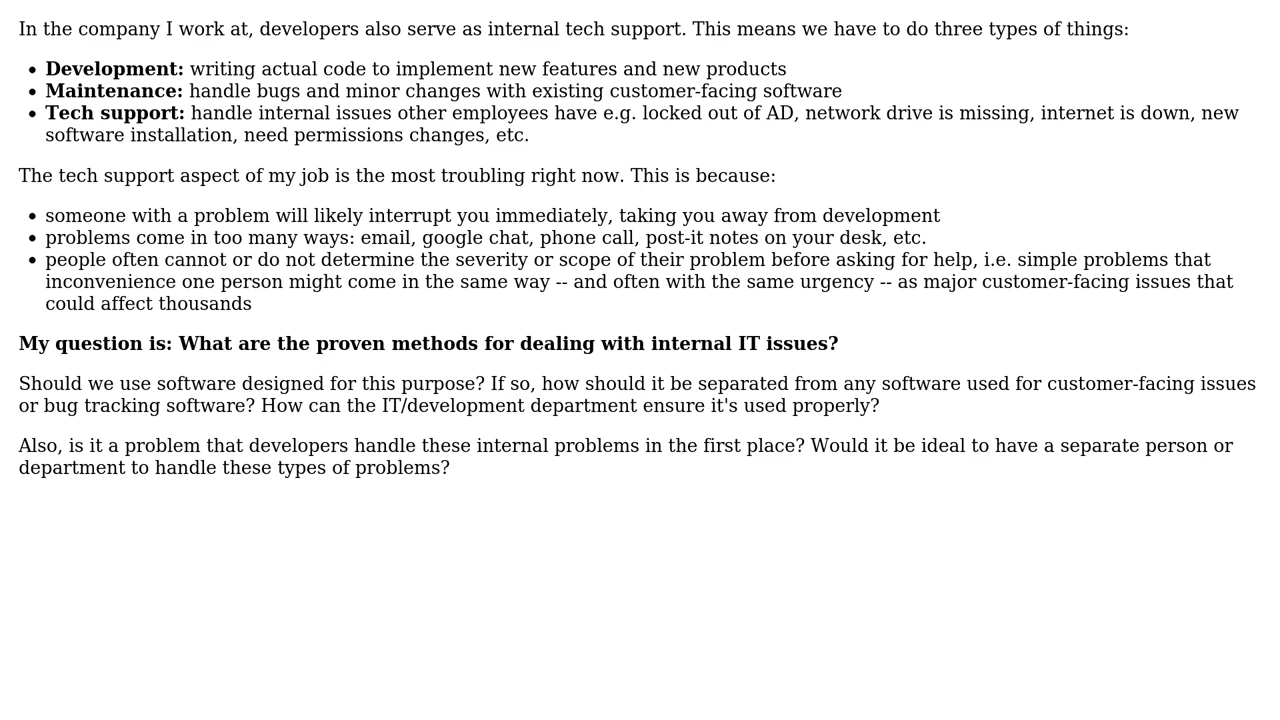 In the company I work at, developers also serve as internal tech support. This means we have to do three types of things:
• Development: writing actual code to implement new features and new products
• Maintenance: handle bugs and minor changes with existing customer-facing software
• Tech support: handle internal issues other employees have e.g. locked out of AD, network drive is missing, internet is down, new
software installation, need permissions changes, etc.
The tech support aspect of my job is the most troubling right now. This is because:
• someone with a problem will likely interrupt you immediately, taking you away from development
• problems come in too many ways: email, google chat, phone call, post-it notes on your desk, etc.
• people often cannot or do not determine the severity or scope of their problem before asking for help, i.e. simple problems that
inconvenience one person might come in the same way -- and often with the same urgency -- as major customer-facing issues that
could affect thousands
My question is: What are the proven methods for dealing with internal IT issues?
Should we use software designed for this purpose? If so, how should it be separated from any software used for customer-facing issues
or bug tracking software? How can the IT/development department ensure it's used properly?
Also, is it a problem that developers handle these internal problems in the first place? Would it be ideal to have a separate person or
department to handle these types of problems?